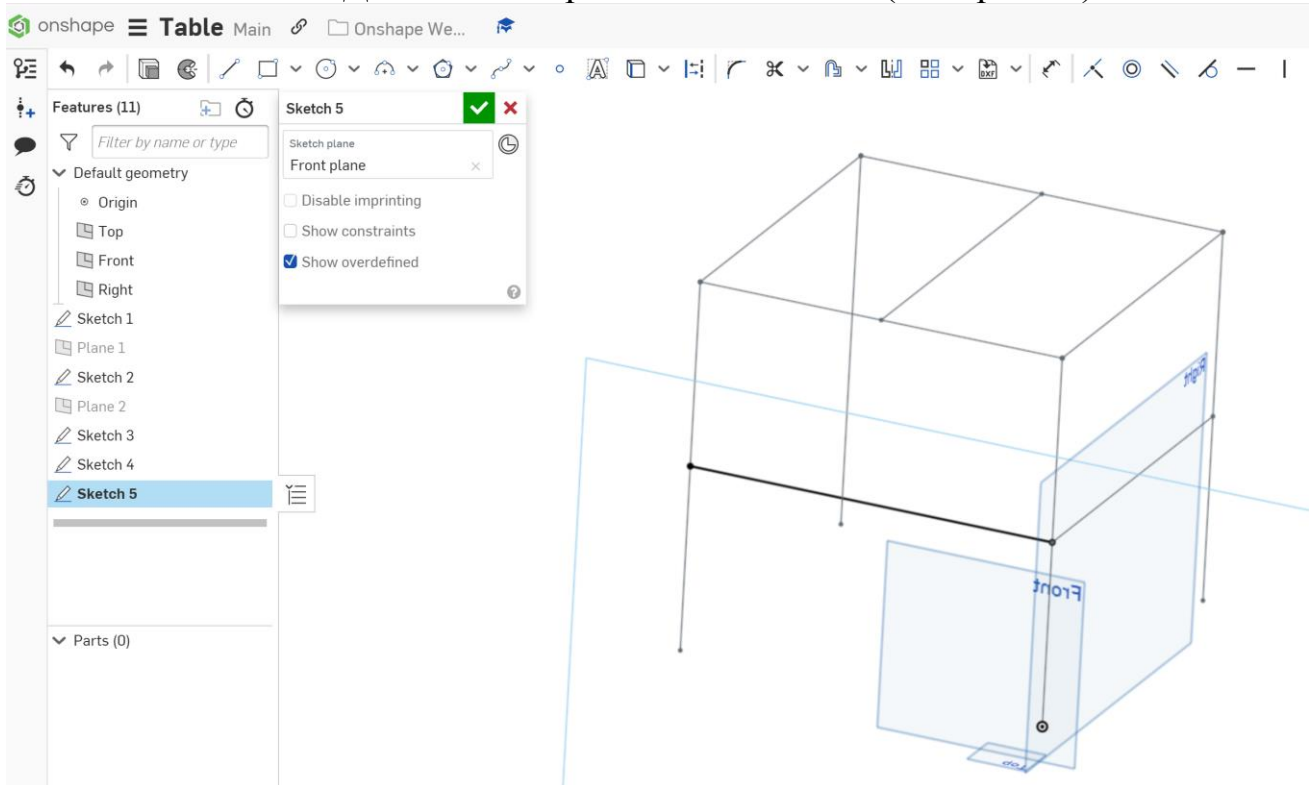 onshape Table Main Onshape We...
Features (11)
Filter by name or type
Default geometry
Origin
Top
Front
Right
Sketch 1
Plane 1
Sketch 2
Plane 2
Sketch 3
Sketch 4
Sketch 5
Parts (0)
Sketch 5
Sketch plane
Front plane
Disable imprinting
Show constraints
Show overdefined
Right
Front
Top